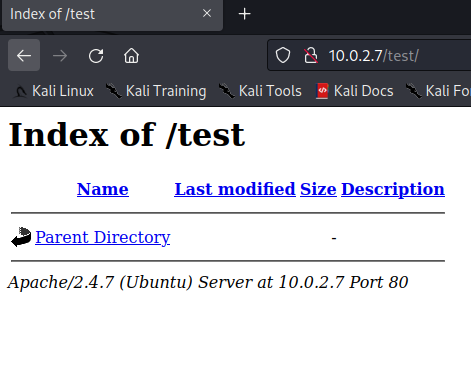 Index of /test
10.0.2.7/test/
Kali Linux Kali Training Kali Tools Kali Docs Kali Fo
Index of /test
Name Last modified Size Description
Parent Directory -
Apache/2.4.7 (Ubuntu) Server at 10.0.2.7 Port 80